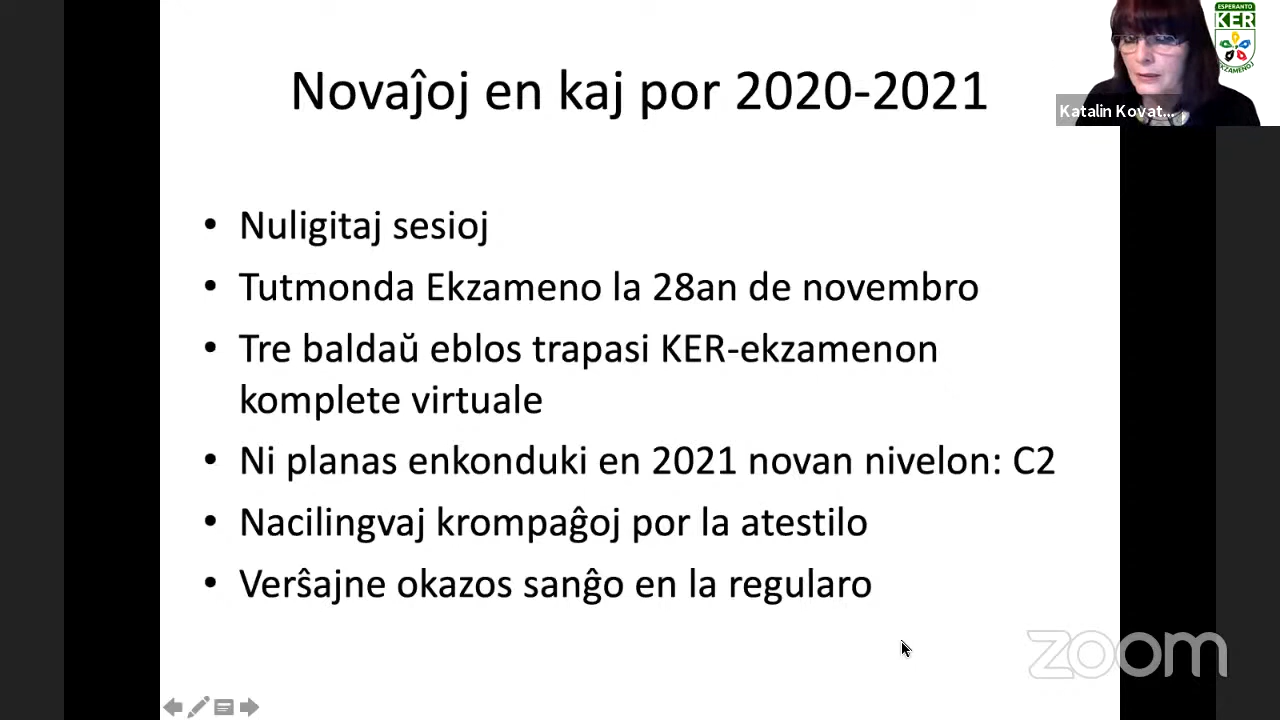 ESPERANTO
KER
EKZAMENOJ
Katalin Kovat...
Novaĵoj en kaj por 2020-2021
• Nuligitaj sesioj
• Tutmonda Ekzameno la 28an de novembro
• Tre baldaŭ eblos trapasi KER-ekzamenon
komplete virtuale
• Ni planas enkonduki en 2021 novan nivelon: C2
• Nacilingvaj krompaĝoj por la atestilo
• Verŝajne okazos sanĝo en la regularo
zoom